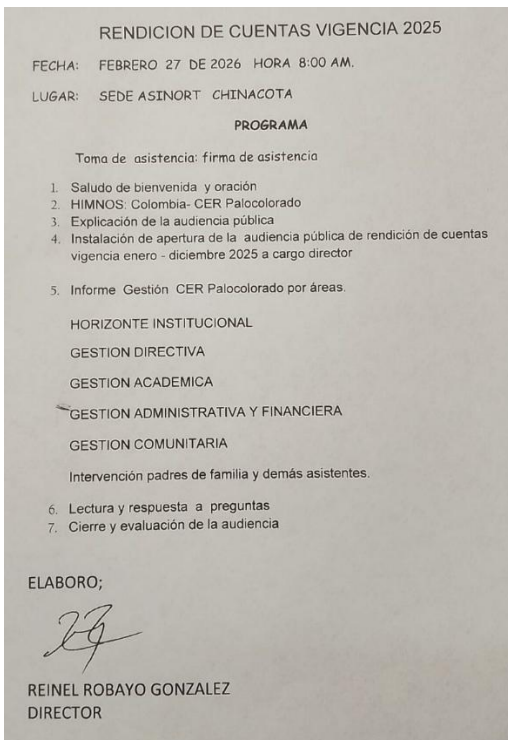 RENDICION DE CUENTAS VIGENCIA 2025
FECHA: FEBRERO 27 DE 2026 HORA 8:00 AM.
LUGAR: SEDE ASINORT CHINACOTA
PROGRAMA
Toma de asistencia: firma de asistencia
1. Saludo de bienvenida y oración
2. HIMNOS: Colombia- CER Palocolorado
3. Explicación de la audiencia pública
4. Instalación de apertura de la audiencia pública de rendición de cuentas
vigencia enero - diciembre 2025 a cargo director
5. Informe Gestión CER Palocolorado por áreas.
HORIZONTE INSTITUCIONAL
GESTION DIRECTIVA
GESTION ACADEMICA
GESTION ADMINISTRATIVA Y FINANCIERA
GESTION COMUNITARIA
Intervención padres de familia y demás asistentes.
6. Lectura y respuesta a preguntas
7. Cierre y evaluación de la audiencia
ELABORO;
REINEL ROBAYO GONZALEZ
DIRECTOR